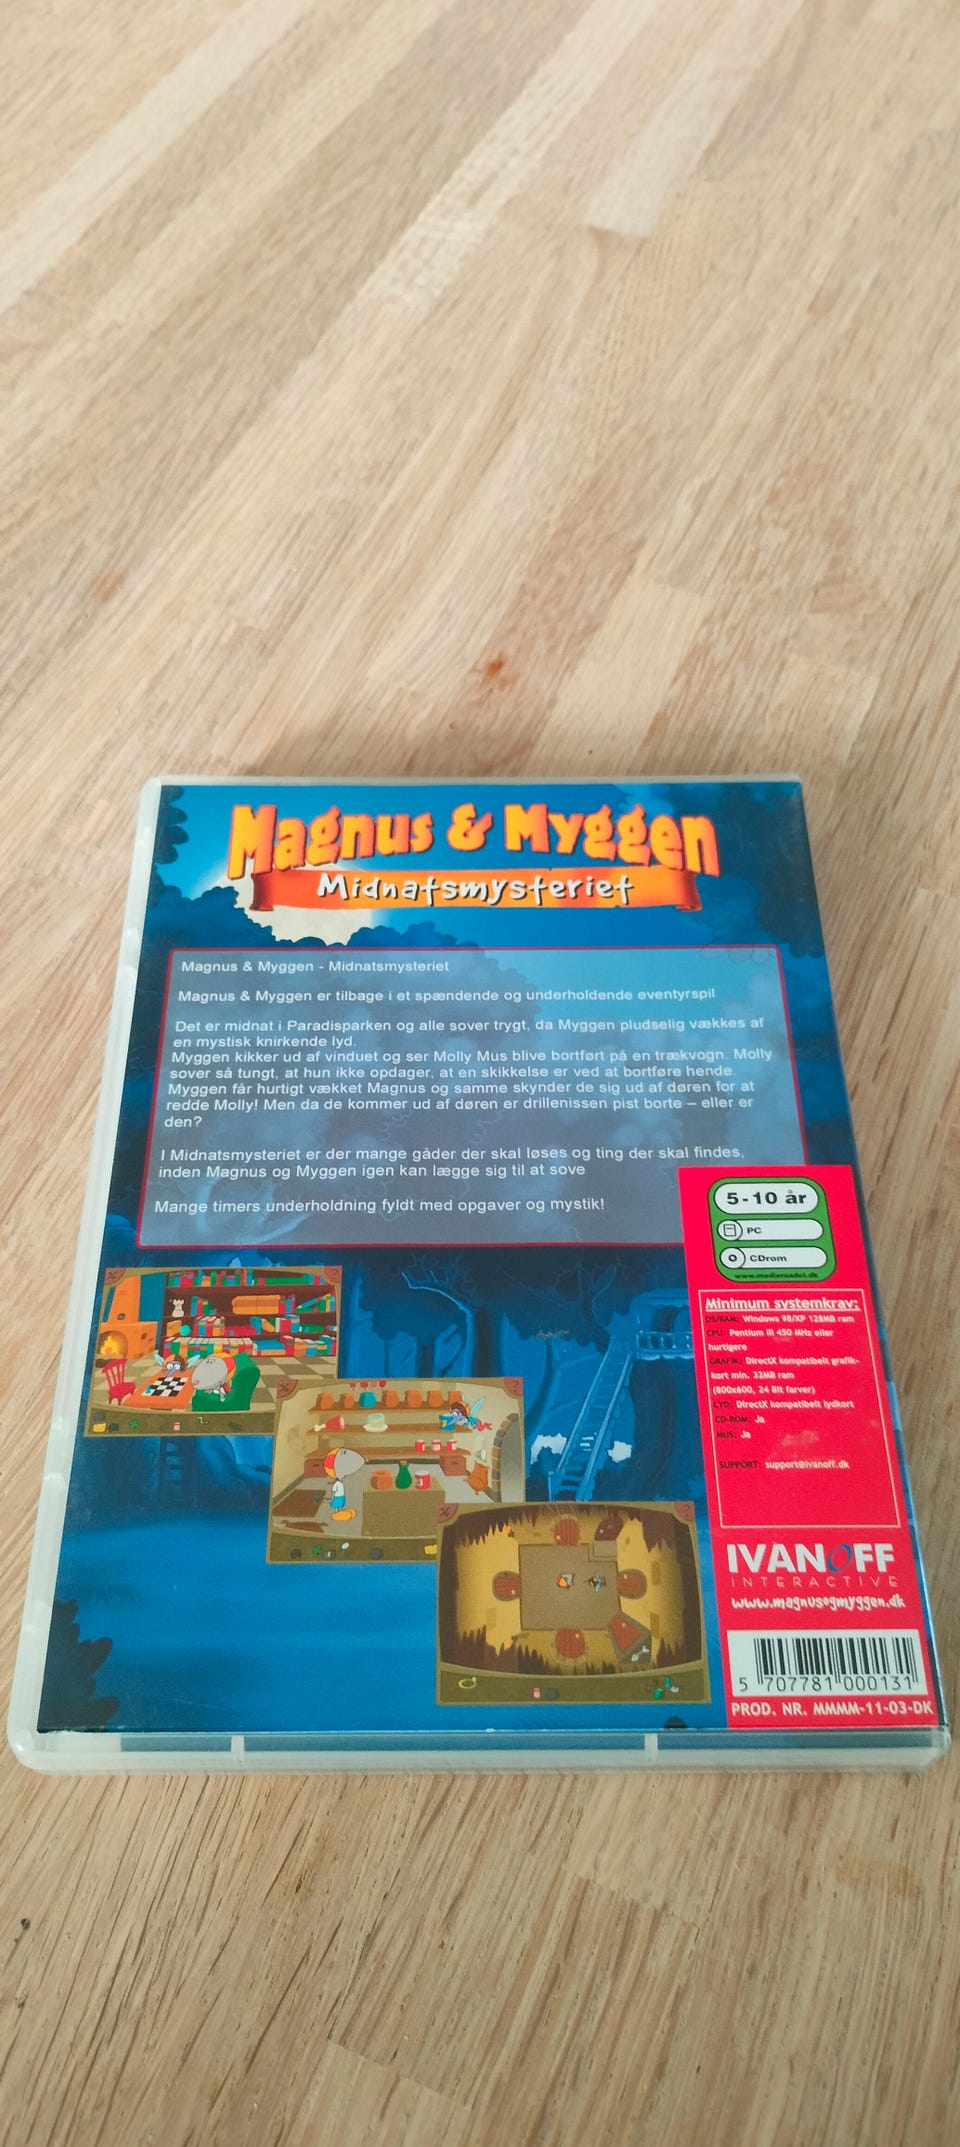 Magnus & Myggen
Midnatsmysteriet
Magnus & Myggen - Midnatsmysteriet
Magnus & Myggen er tilbage i et spændende og underholdende eventyrspil
Det er midnat i Paradisparken og alle sover trygt, da Myggen pludselig vækkes af
en mystisk knirkende lyd.
Myggen kikker ud af vinduet og ser Molly Mus blive bortført på en trækvogn. Molly
sover så tungt, at hun ikke opdager, at en skikkelse er ved at bortføre hende.
Myggen får hurtigt vækket Magnus og samme skynder de sig ud af døren for at
redde Molly! Men da de kommer ud af døren er drillenissen pist borte – eller er
den?
I Midnatsmysteriet er der mange gåder der skal løses og ting der skal findes,
inden Magnus og Myggen igen kan lægge sig til at sove
Mange timers underholdning fyldt med opgaver og mystik!
5-10 år
PC
CDrom
www.medieraadet.dk
Minimum systemkrav:
OS/RAM: Windows 98/XP 128MB ram
CPU: Pentium III 450 MHz eller
hurtigere
GRAFIK: DirectX kompatibelt grafik-
kort min. 32MB ram
(800x600, 24 Bit farver)
LYD: DirectX kompatibelt lydkort
CD-ROM: Ja
MUS: Ja
SUPPORT: support@ivanoff.dk
IVANOFF
INTERACTIVE
www.magnusogmyggen.dk
5 707781 000131
PROD. NR. MMMM-11-03-DK